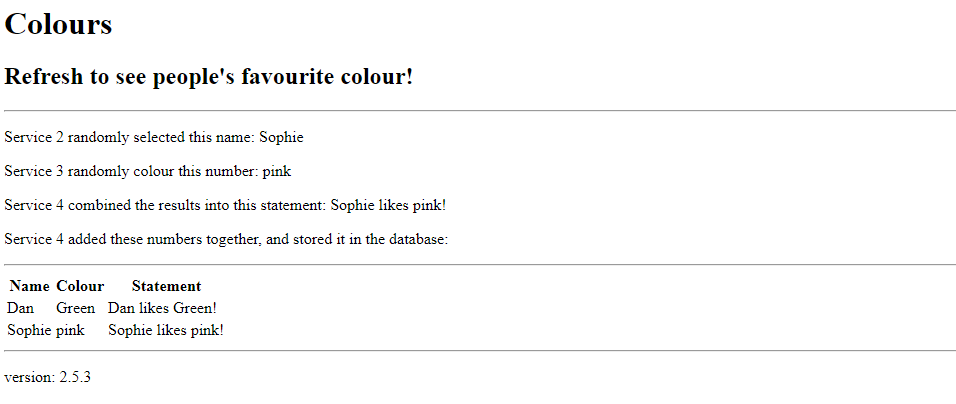 Colours
Refresh to see people's favourite colour!
Service 2 randomly selected this name: Sophie
Service 3 randomly colour this number: pink
Service 4 combined the results into this statement: Sophie likes pink!
Service 4 added these numbers together, and stored it in the database:
Name Colour Statement
Dan Green Dan likes Green!
Sophie pink Sophie likes pink!
version: 2.5.3